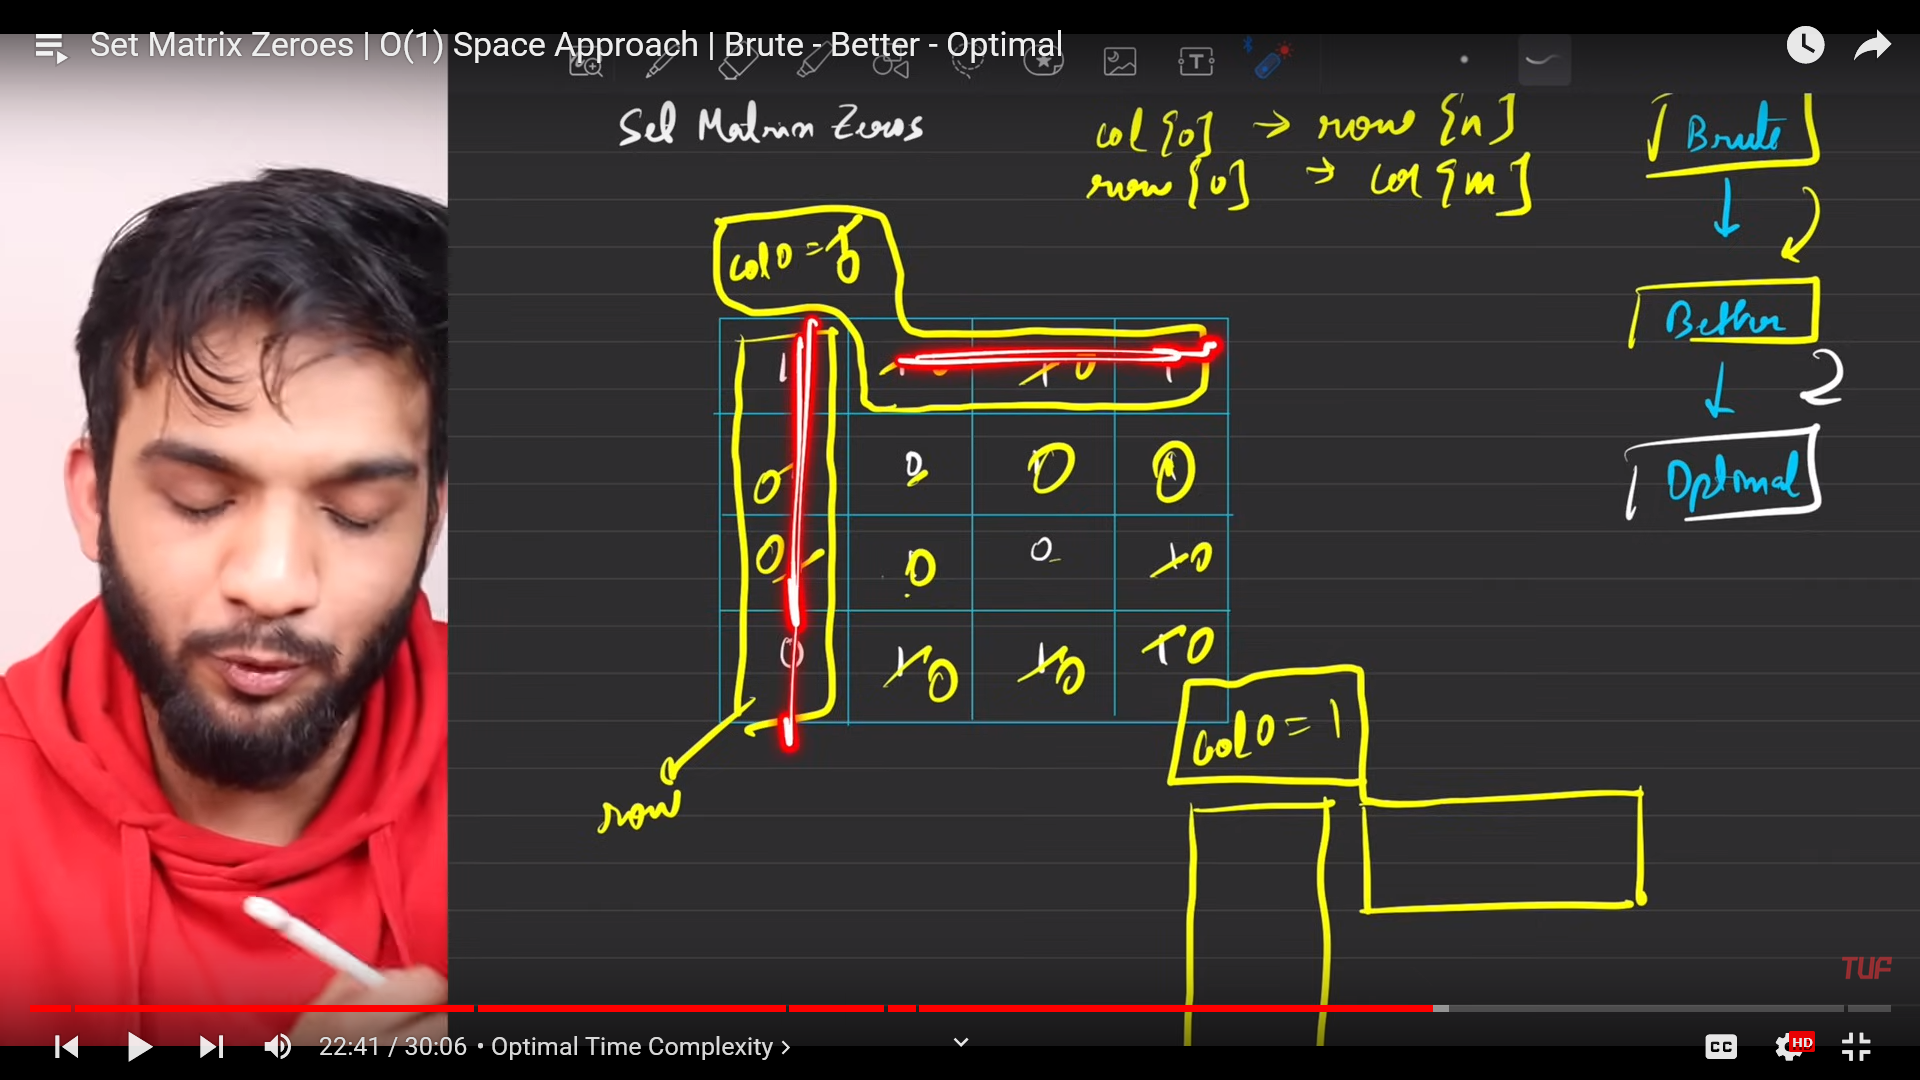 Set Matrix Zeroes | O(1) Space Approach | Brute - Better - Optimal
Set Matrix Zeros
col[0] → row[n]
row[0] → col[m]
Brute
Better
2
Optimal
col0 =
1 0 0 1
0 0 0 0
0 0 0 0
0 0 0 0
row
col0 = 1
TUF
22:41 / 30:06 • Optimal Time Complexity
CC
HD